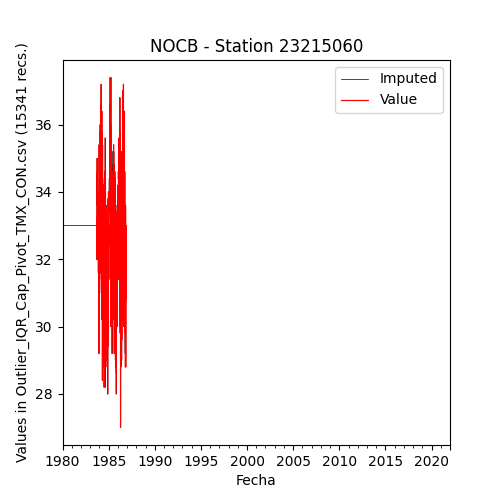 NOCB - Station 23215060
Values in Outlier_IQR_Cap_Pivot_TMX_CON.csv (15341 recs.)
Imputed
Value
36
34
32
30
28
1980 1985 1990 1995 2000 2005 2010 2015 2020
Fecha